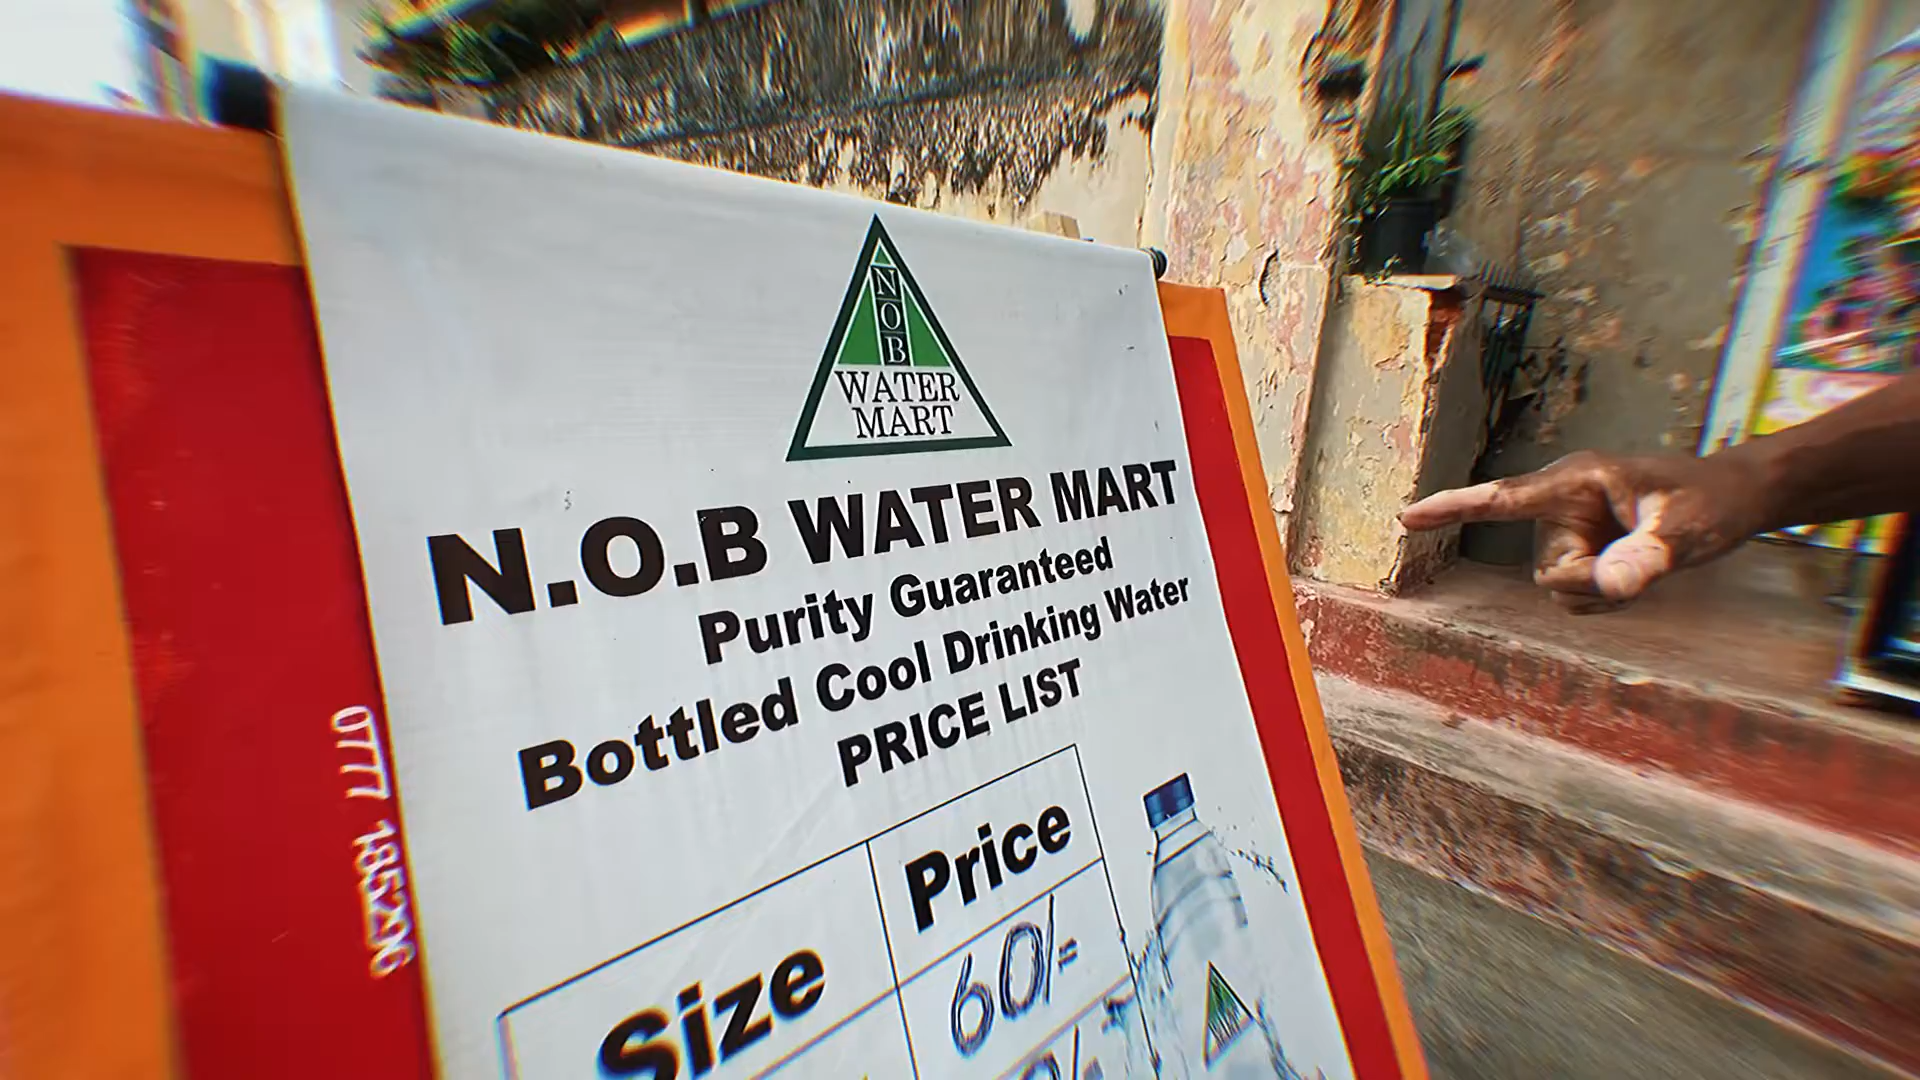 N
O
B
WATER
MART
N.O.B WATER MART
Purity Guaranteed
Bottled Cool Drinking Water
PRICE LIST
Size Price
60/=
0777 185296